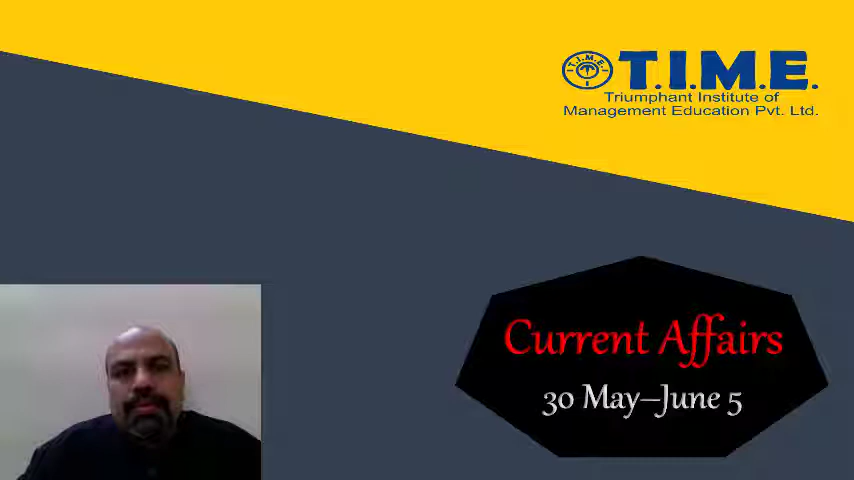 T.I.M.E.
T.I.M.E.
Triumphant Institute of
Management Education Pvt. Ltd.
Current Affairs
30 May–June 5